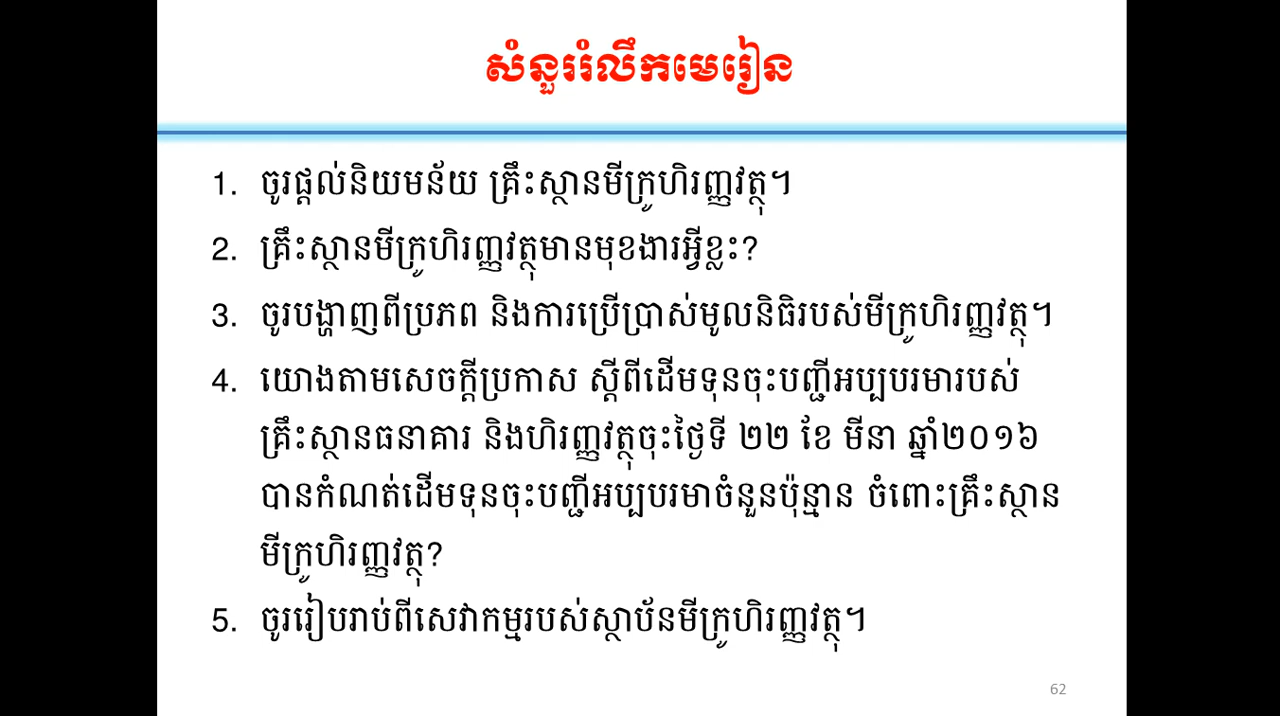 សំនួររំលឹកមេរៀន
1. ចូរផ្តល់និយមន័យ គ្រឹះស្ថានមីក្រូហិរញ្ញវត្ថុ។
2. គ្រឹះស្ថានមីក្រូហិរញ្ញវត្ថុមានមុខងារអ្វីខ្លះ?
3. ចូរបង្ហាញពីប្រភព និងការប្រើប្រាស់មូលនិធិរបស់មីក្រូហិរញ្ញវត្ថុ។
4. យោងតាមសេចក្តីប្រកាស ស្តីពីដើមទុនចុះបញ្ជីអប្បបរមារបស់
គ្រឹះស្ថានធនាគារ និងហិរញ្ញវត្ថុចុះថ្ងៃទី ២២ ខែ មីនា ឆ្នាំ២០១៦
បានកំណត់ដើមទុនចុះបញ្ជីអប្បបរមាចំនួនប៉ុន្មាន ចំពោះគ្រឹះស្ថាន
មីក្រូហិរញ្ញវត្ថុ?
5. ចូររៀបរាប់ពីសេវាកម្មរបស់ស្ថាប័នមីក្រូហិរញ្ញវត្ថុ។
62